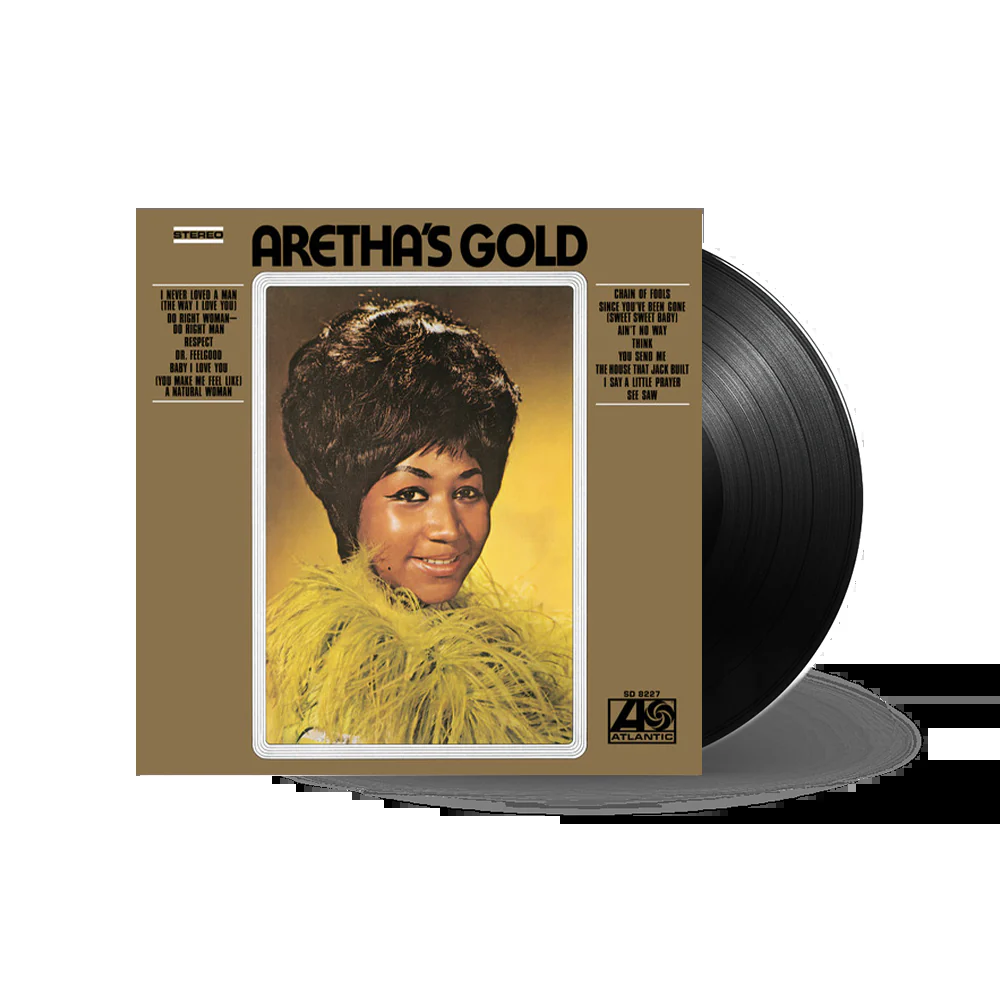 STEREO
ARETHA'S GOLD
I NEVER LOVED A MAN
(THE WAY I LOVE YOU)
DO RIGHT WOMAN—
DO RIGHT MAN
RESPECT
DR. FEELGOOD
BABY I LOVE YOU
(YOU MAKE ME FEEL LIKE)
A NATURAL WOMAN
CHAIN OF FOOLS
SINCE YOU'VE BEEN GONE
(SWEET SWEET BABY)
AIN'T NO WAY
THINK
YOU SEND ME
THE HOUSE THAT JACK BUILT
I SAY A LITTLE PRAYER
SEE SAW
SD 8227
A
ATLANTIC